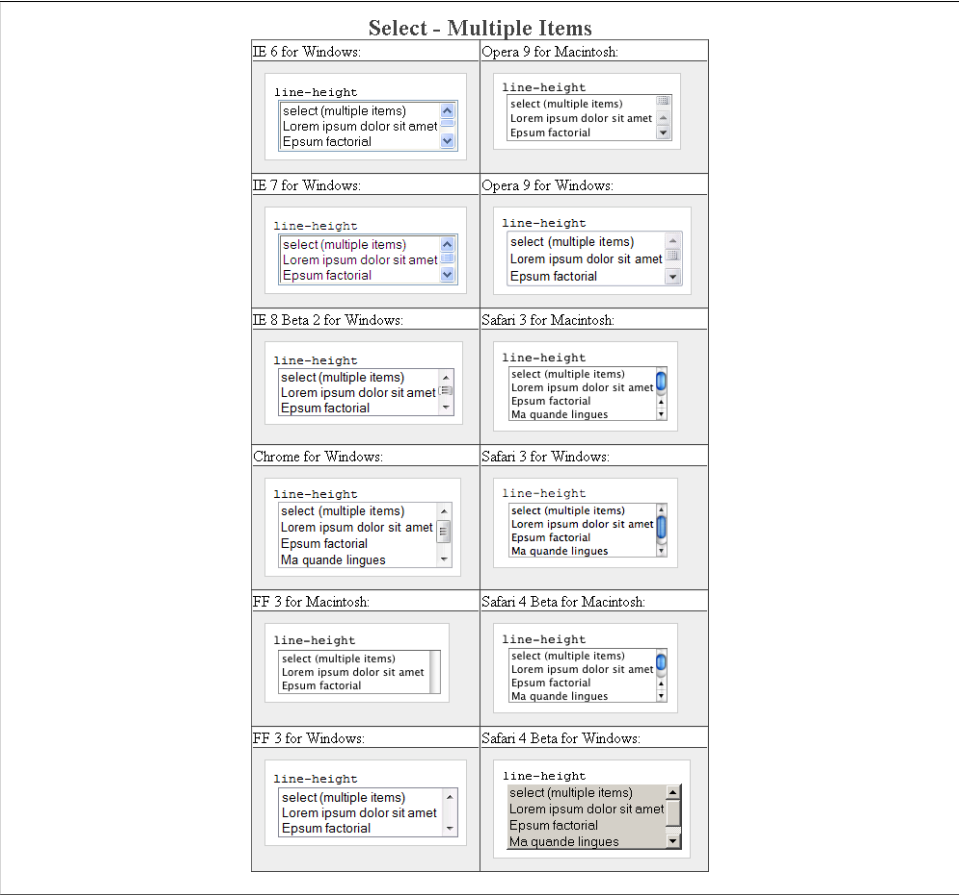 Select - Multiple Items
IE 6 for Windows:
line-height
select (multiple items)
Lorem ipsum dolor sit amet
Epsum factorial
Opera 9 for Macintosh:
line-height
select (multiple items)
Lorem ipsum dolor sit amet
Epsum factorial
IE 7 for Windows:
line-height
select (multiple items)
Lorem ipsum dolor sit amet
Epsum factorial
Opera 9 for Windows:
line-height
select (multiple items)
Lorem ipsum dolor sit amet
Epsum factorial
IE 8 Beta 2 for Windows:
line-height
select (multiple items)
Lorem ipsum dolor sit amet
Epsum factorial
Safari 3 for Macintosh:
line-height
select (multiple items)
Lorem ipsum dolor sit amet
Epsum factorial
Ma quande lingues
Chrome for Windows:
line-height
select (multiple items)
Lorem ipsum dolor sit amet
Epsum factorial
Ma quande lingues
Safari 3 for Windows:
line-height
select (multiple items)
Lorem ipsum dolor sit amet
Epsum factorial
Ma quande lingues
FF 3 for Macintosh:
line-height
select (multiple items)
Lorem ipsum dolor sit amet
Epsum factorial
Safari 4 Beta for Macintosh:
line-height
select (multiple items)
Lorem ipsum dolor sit amet
Epsum factorial
Ma quande lingues
FF 3 for Windows:
line-height
select (multiple items)
Lorem ipsum dolor sit amet
Epsum factorial
Safari 4 Beta for Windows:
line-height
select (multiple items)
Lorem ipsum dolor sit amet
Epsum factorial
Ma quande lingues